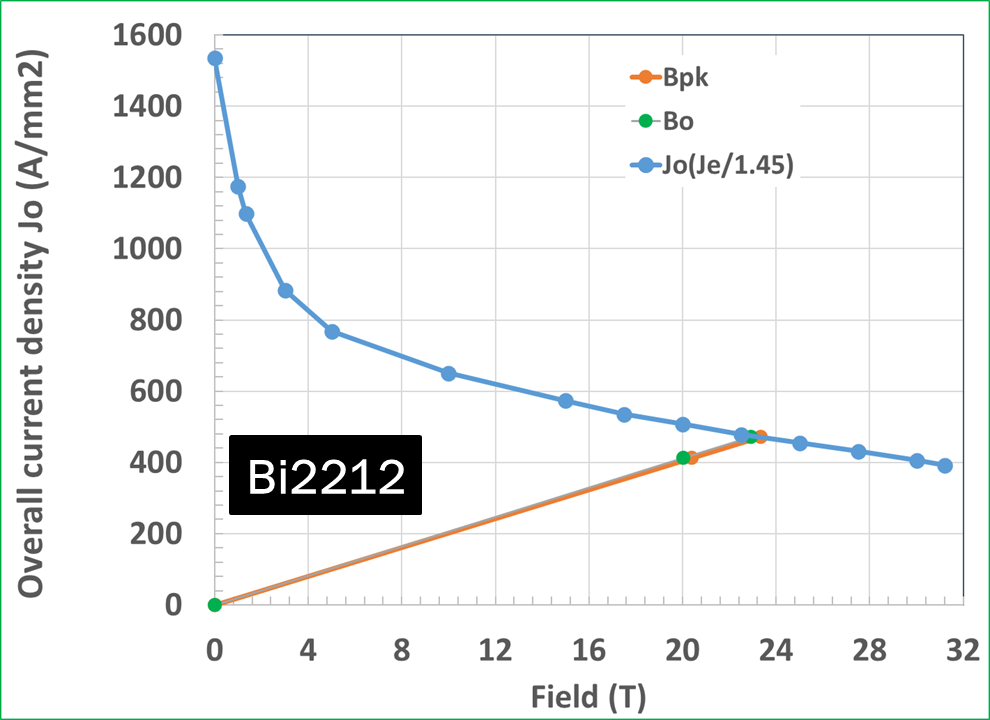 Overall current density Jo (A/mm2)
1600
1400
1200
1000
800
600
400
200
0
Bpk
Bo
Jo(Je/1.45)
Bi2212
0 4 8 12 16 20 24 28 32
Field (T)